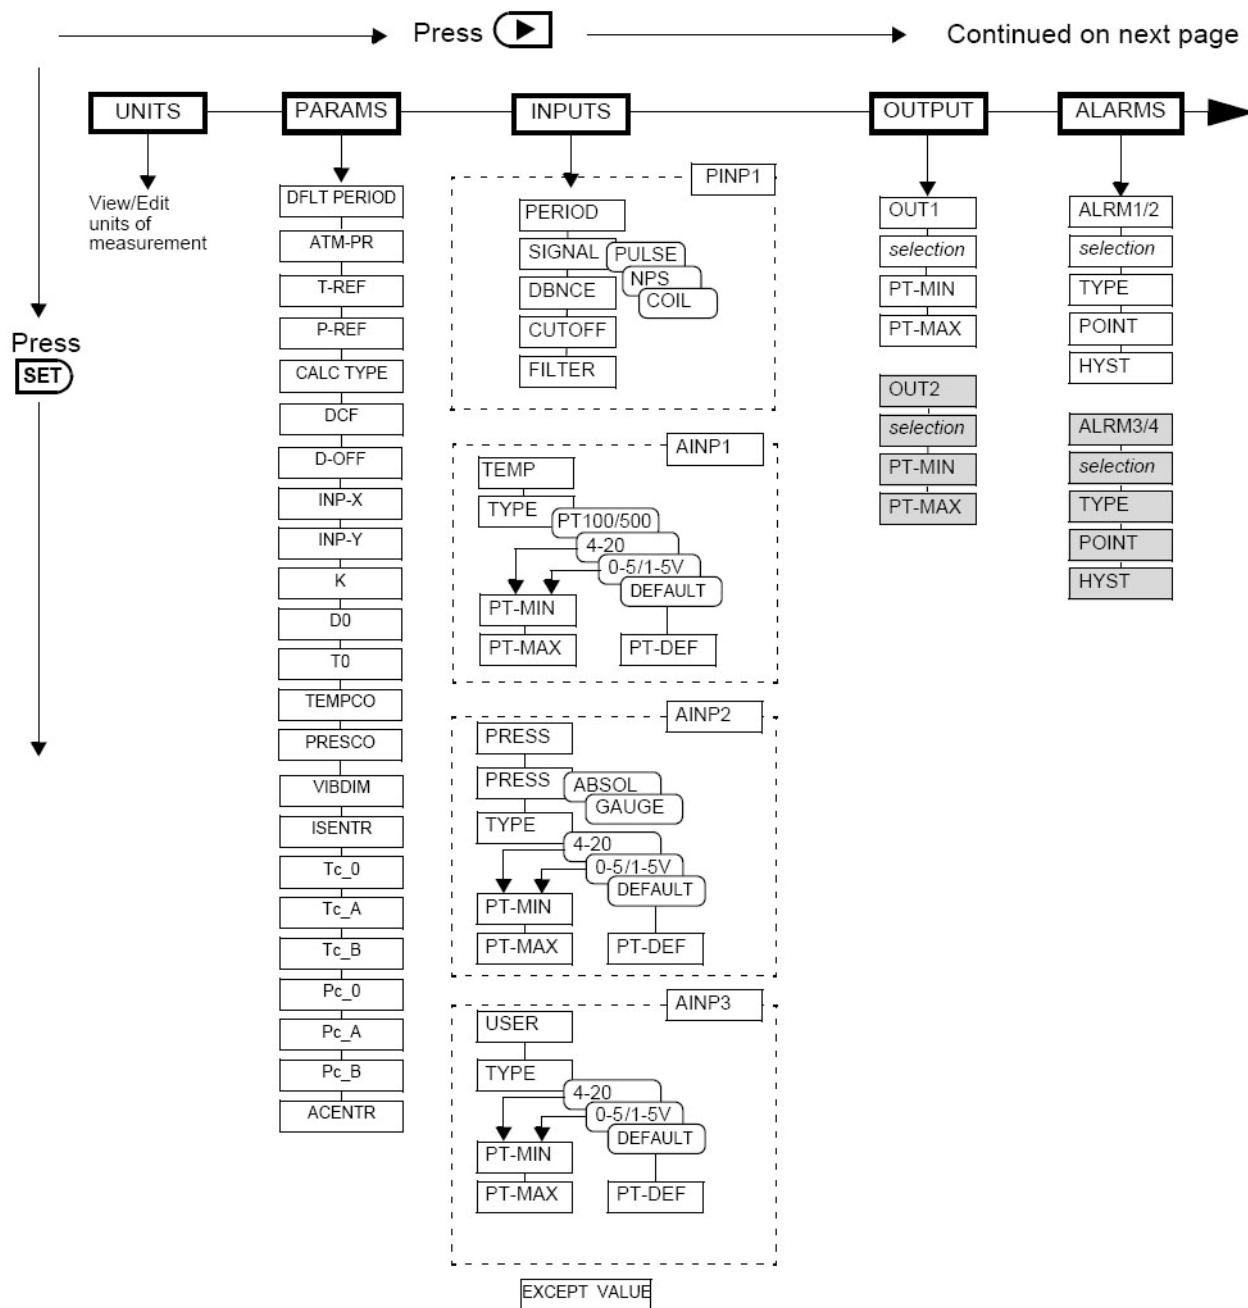 Press
Continued on next page
Press
SET
UNITS
View/Edit
units of
measurement
PARAMS
DFLT PERIOD
ATM-PR
T-REF
P-REF
CALC TYPE
DCF
D-OFF
INP-X
INP-Y
K
D0
T0
TEMPCO
PRESCO
VIBDIM
ISENTR
Tc_0
Tc_A
Tc_B
Pc_0
Pc_A
Pc_B
ACENTR
INPUTS
PINP1
PERIOD
SIGNAL
PULSE
NPS
COIL
DBNCE
CUTOFF
FILTER
AINP1
TEMP
TYPE
PT100/500
4-20
0-5/1-5V
DEFAULT
PT-MIN
PT-MAX
PT-DEF
AINP2
PRESS
PRESS
ABSOL
GAUGE
TYPE
4-20
0-5/1-5V
DEFAULT
PT-MIN
PT-MAX
PT-DEF
AINP3
USER
TYPE
4-20
0-5/1-5V
DEFAULT
PT-MIN
PT-MAX
PT-DEF
EXCEPT VALUE
OUTPUT
OUT1
selection
PT-MIN
PT-MAX
OUT2
selection
PT-MIN
PT-MAX
ALARMS
ALRM1/2
selection
TYPE
POINT
HYST
ALRM3/4
selection
TYPE
POINT
HYST